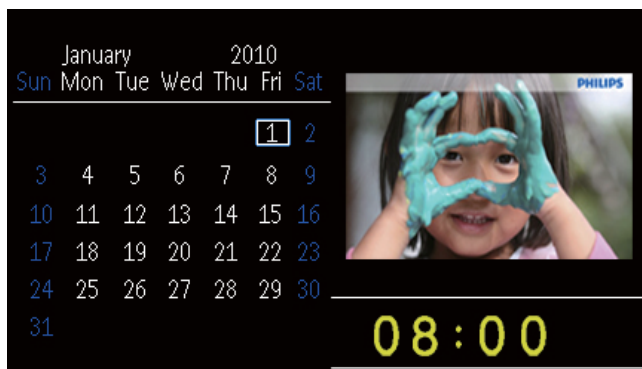 January 2010
Sun Mon Tue Wed Thu Fri Sat
1 2
3 4 5 6 7 8 9
10 11 12 13 14 15 16
17 18 19 20 21 22 23
24 25 26 27 28 29 30
31
PHILIPS
08:00